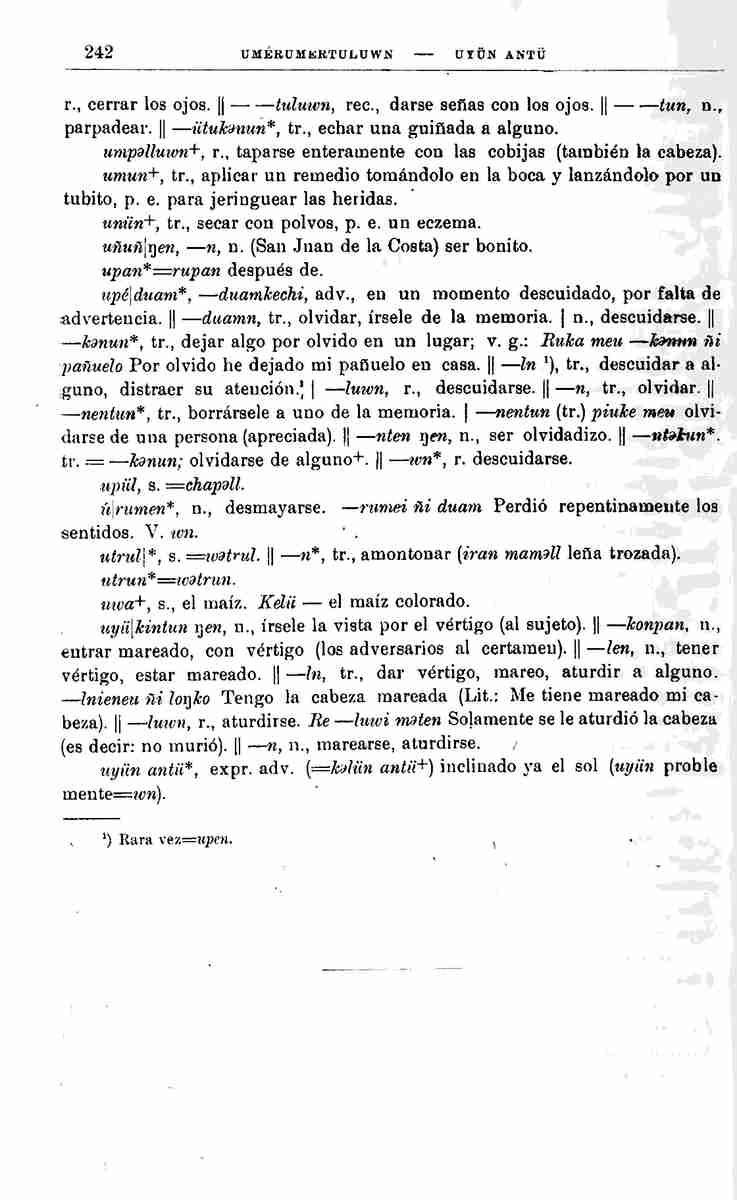 242 UMÉRUMERTULUWN — UYÜN ANTÜ
r., cerrar los ojos. || — —tuluwn, rec., darse señas con los ojos. || — —tun, n.,
parpadear. || —ütukənun*, tr., echar una guiñada a alguno.
umpəlluwn+, r., taparse enteramente con las cobijas (también la cabeza).
umun+, tr., aplicar un remedio tomándolo en la boca y lanzándolo por un
tubito, p. e. para jeringuear las heridas.
unün+, tr., secar con polvos, p. e. un eczema.
uñuñ|ŋen, —n, n. (San Juan de la Costa) ser bonito.
upan*=rupan después de.
upé|duam*, —duamkechi, adv., en un momento descuidado, por falta de
advertencia. || —duamn, tr., olvidar, írsele de la memoria. | n., descuidarse. ||
—kənun*, tr., dejar algo por olvido en un lugar; v. g.: Ruka meu —kənun ñi
pañuelo Por olvido he dejado mi pañuelo en casa. || —ln ¹), tr., descuidar a al-
guno, distraer su atención. | —luwn, r., descuidarse. || —n, tr., olvidar. ||
—nentun*, tr., borrársele a uno de la memoria. | —nentun (tr.) piuke meu olvi-
darse de una persona (apreciada). || —nten ŋen, n., ser olvidadizo. || —ntəkun*.
tr. = —kənun; olvidarse de alguno+. || —wn*, r. descuidarse.
upül, s. =chapəll.
ú|rumen*, n., desmayarse. —rumei ñi duam Perdió repentinamente los
sentidos. V. wn.
utrul|*, s. =wətrul. || —n*, tr., amontonar (iran maməll leña trozada).
utrun*=wətrun.
uwa+, s., el maíz. Kelü — el maíz colorado.
uyü|kintun ŋen, n., írsele la vista por el vértigo (al sujeto). || —konpan, n.,
entrar mareado, con vértigo (los adversarios al certamen). || —len, n., tener
vértigo, estar mareado. || —ln, tr., dar vértigo, mareo, aturdir a alguno.
—lnieneu ñi loŋko Tengo la cabeza mareada (Lit.: Me tiene mareado mi ca-
beza). || —luwn, r., aturdirse. Re —luwi məten Solamente se le aturdió la cabeza
(es decir: no murió). || —n, n., marearse, aturdirse.
uyün antü*, expr. adv. (=kəlün antü+) inclinado ya el sol (uyün proble
mente=wn).
¹) Rara vez=upen.